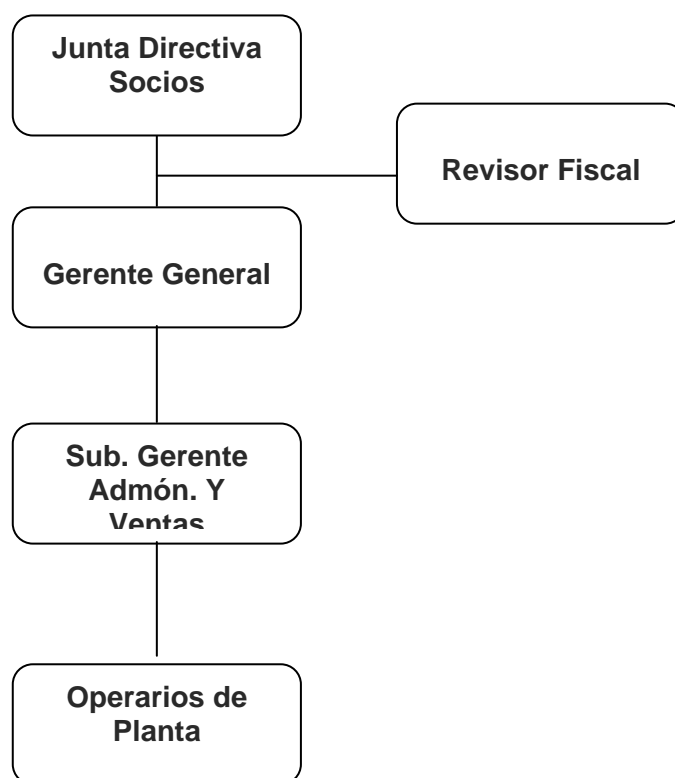 Junta Directiva
Socios
Revisor Fiscal
Gerente General
Sub. Gerente
Admón. Y
Ventas
Operarios de
Planta